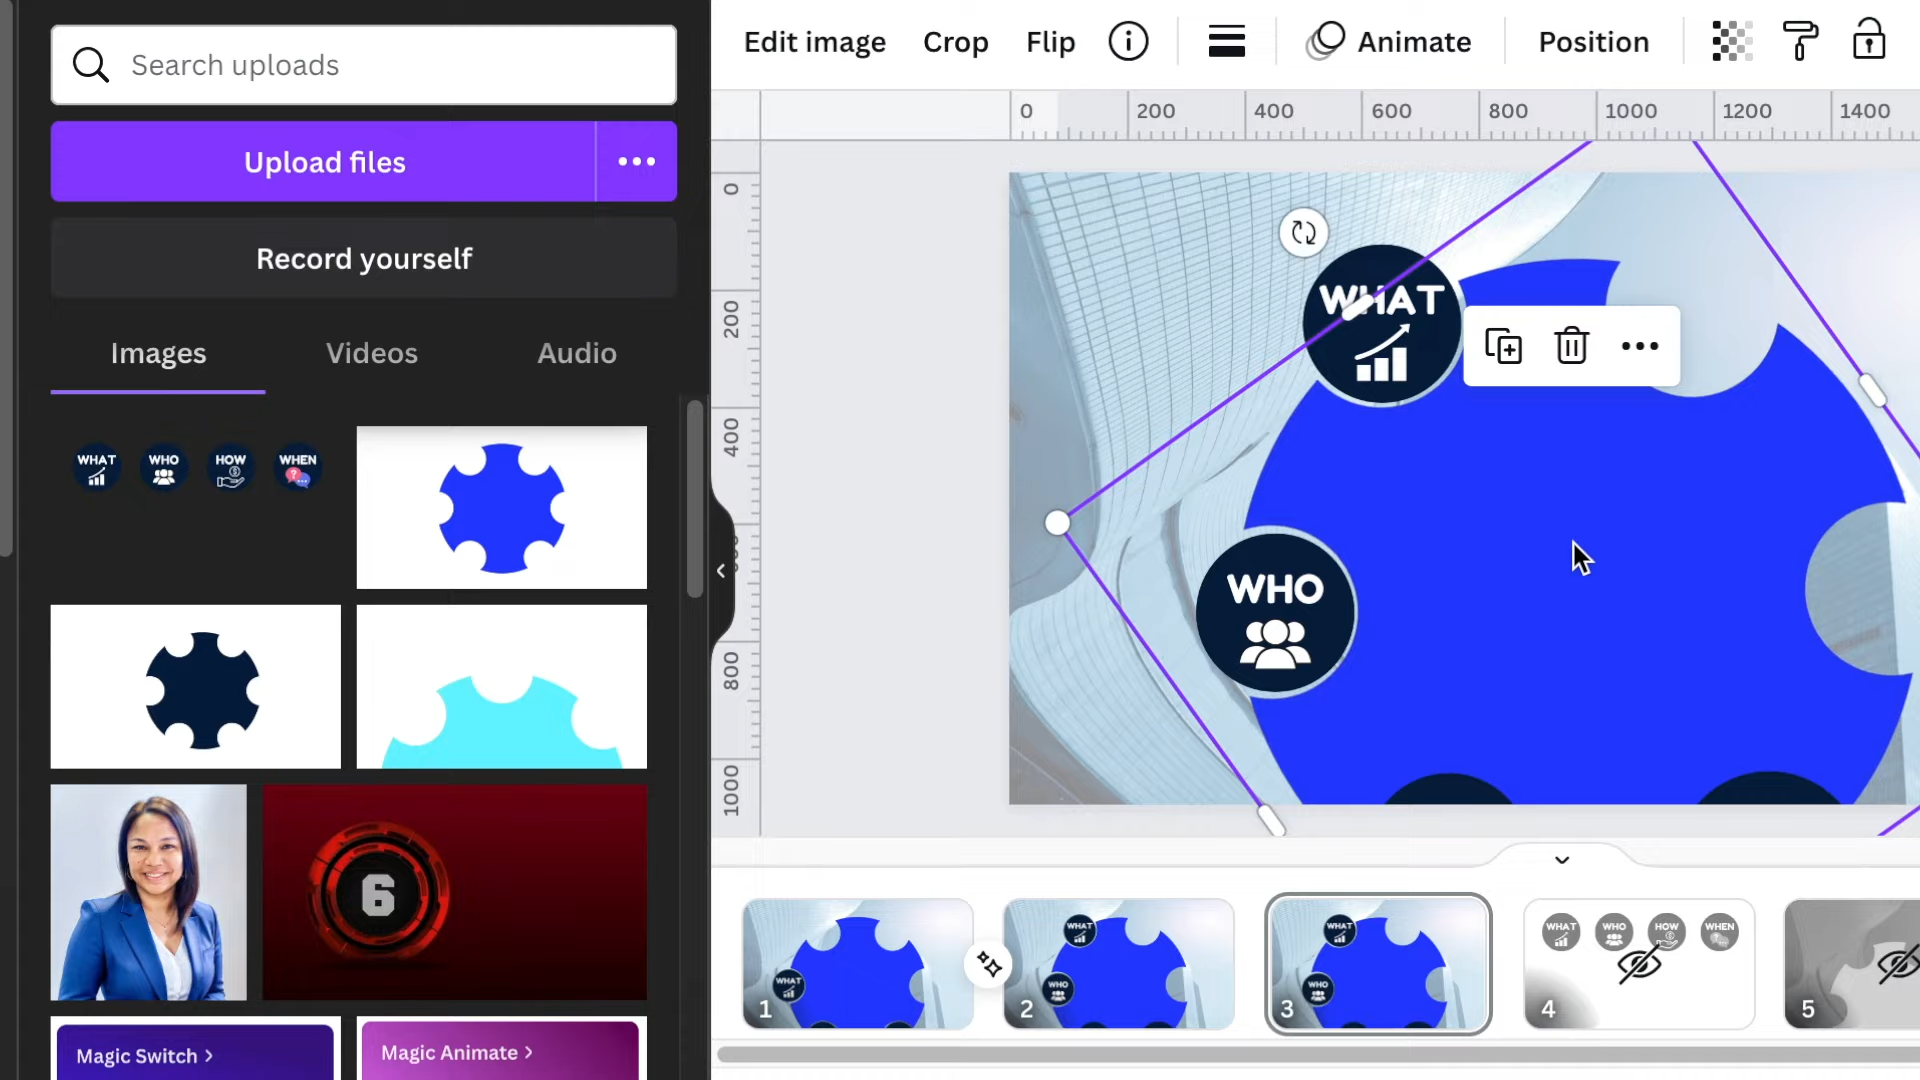 Search uploads
Upload files
Record yourself
Images
Videos
Audio
WHAT
WHO
HOW
WHEN
6
Magic Switch >
Magic Animate >
Edit image
Crop
Flip
Animate
Position
0
200
400
600
800
1000
1200
1400
0
200
400
800
1000
WHAT
WHO
WHAT
1
WHAT
WHO
2
WHAT
WHO
3
WHAT
WHO
HOW
WHEN
4
5